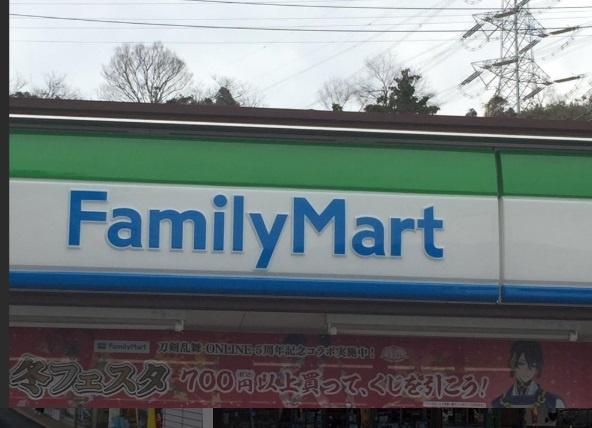 FamilyMart
FamilyMart 刀剣乱舞-ONLINE-5周年記念コラボ実施中!
冬フェスタ 700円(税込)以上買って、くじを引こう!